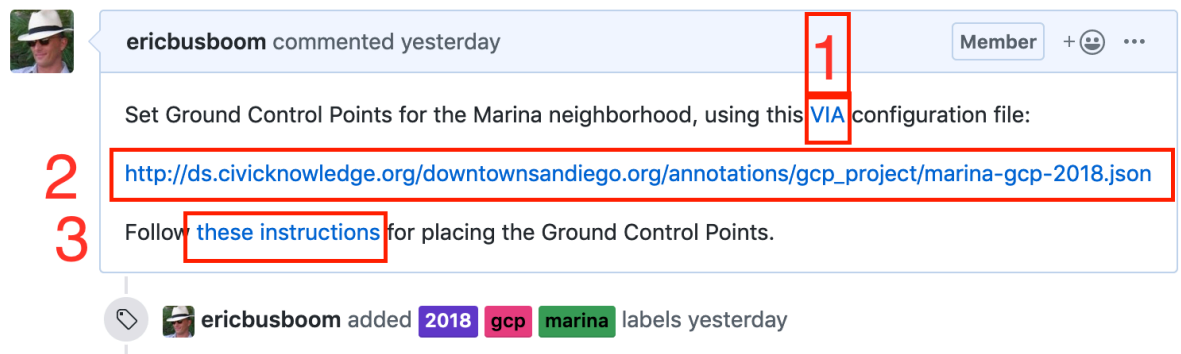 ericbusboom commented yesterday Member + •••
1
Set Ground Control Points for the Marina neighborhood, using this VIA configuration file:
2 http://ds.civicknowledge.org/downtownsandiego.org/annotations/gcp_project/marina-gcp-2018.json
3 Follow these instructions for placing the Ground Control Points.
ericbusboom added 2018 gcp marina labels yesterday